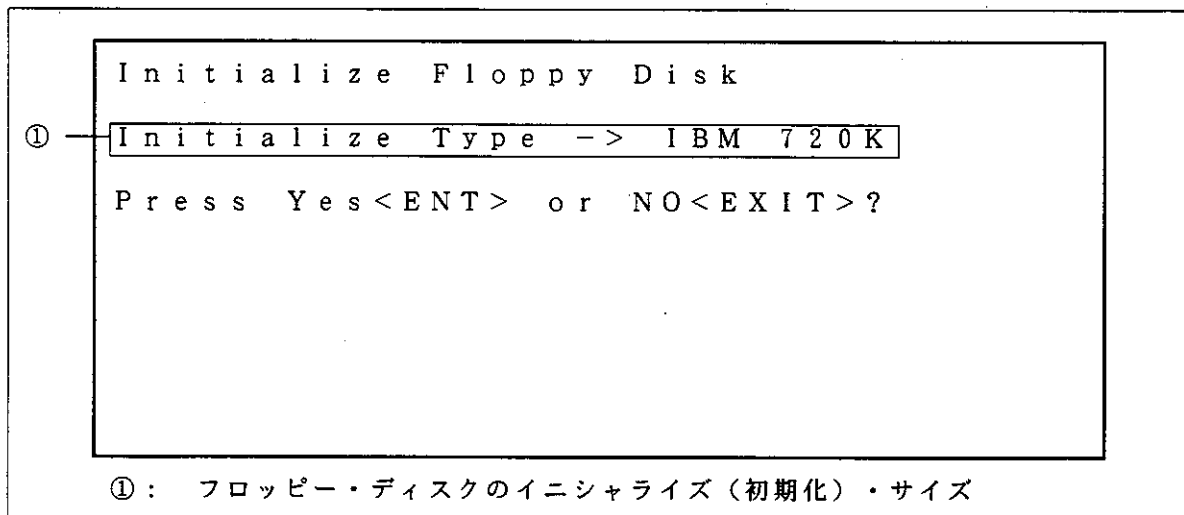 Initialize Floppy Disk
① Initialize Type -> IBM 720K
Press Yes<ENT> or NO<EXIT>?
①： フロッピー・ディスクのイニシャライズ（初期化）・サイズ